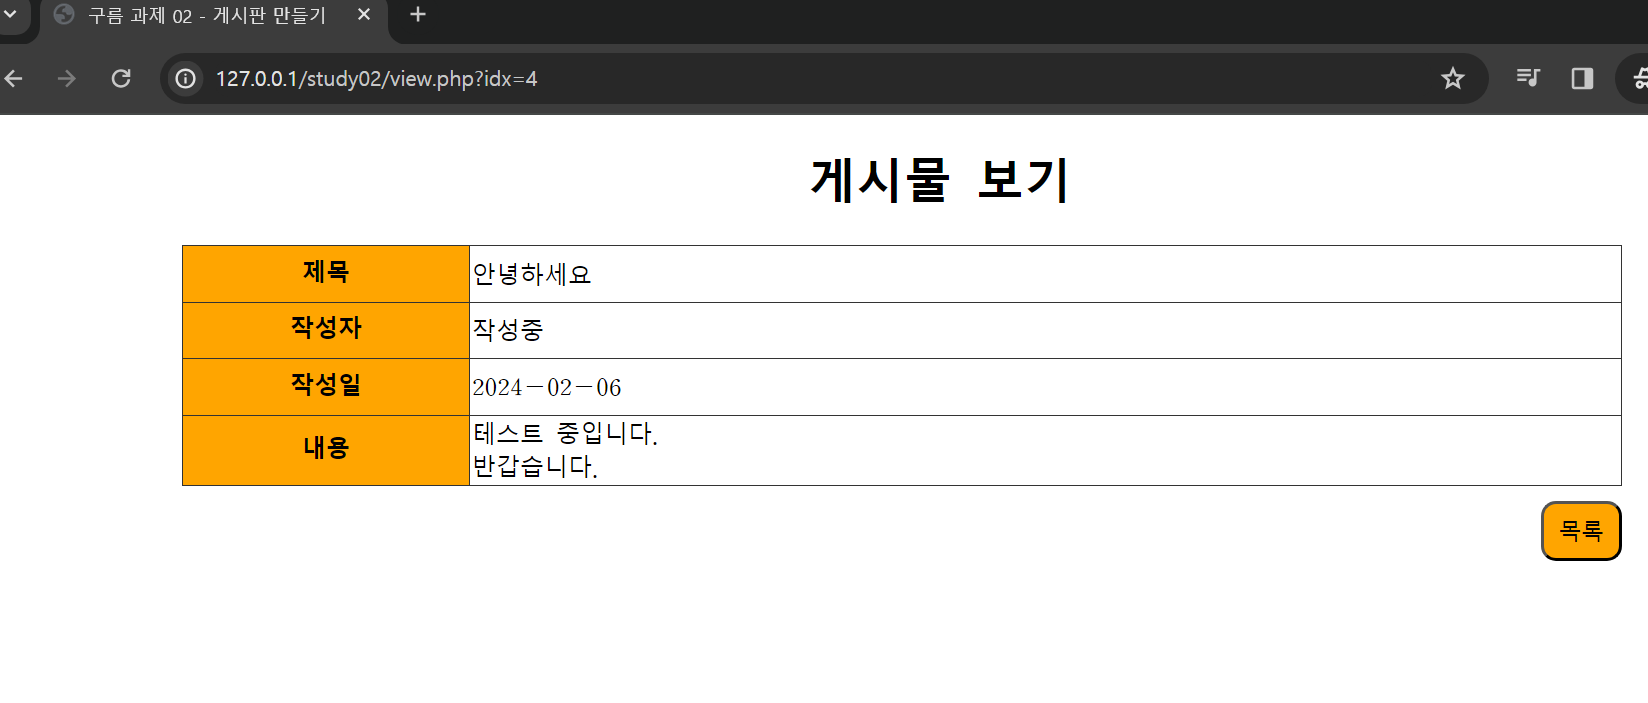 구름 과제 02 - 게시판 만들기
127.0.0.1/study02/view.php?idx=4
게시물 보기
제목 안녕하세요
작성자 작성중
작성일 2024-02-06
내용 테스트 중입니다.
반갑습니다.
목록